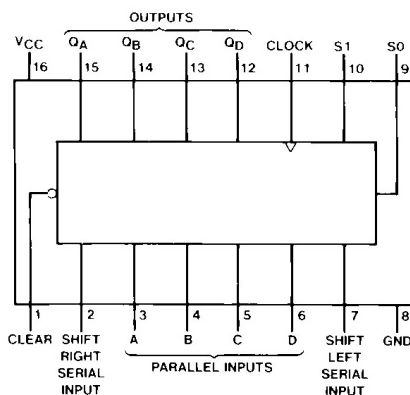 OUTPUTS
VCC QA QB QC QD CLOCK S1 S0
16 15 14 13 12 11 10 9
1 2 3 4 5 6 7 8
CLEAR SHIFT RIGHT SERIAL INPUT A B C D SHIFT LEFT SERIAL INPUT GND
PARALLEL INPUTS